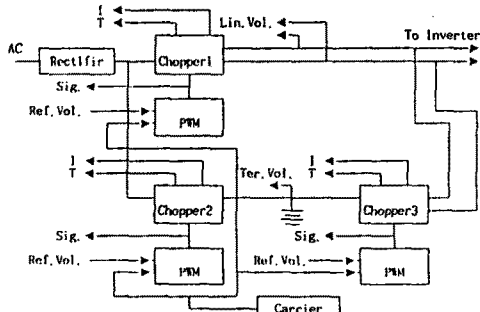 I
T
Lin.Vol.
To Inverter
AC
Rectifir
Chopper1
Sig.
Ref.Vol.
PWM
I
T
Ter.Vol.
I
T
Chopper2
Chopper3
Sig.
Sig.
Ref.Vol.
PWM
Ref.Vol.
PWM
Carrier